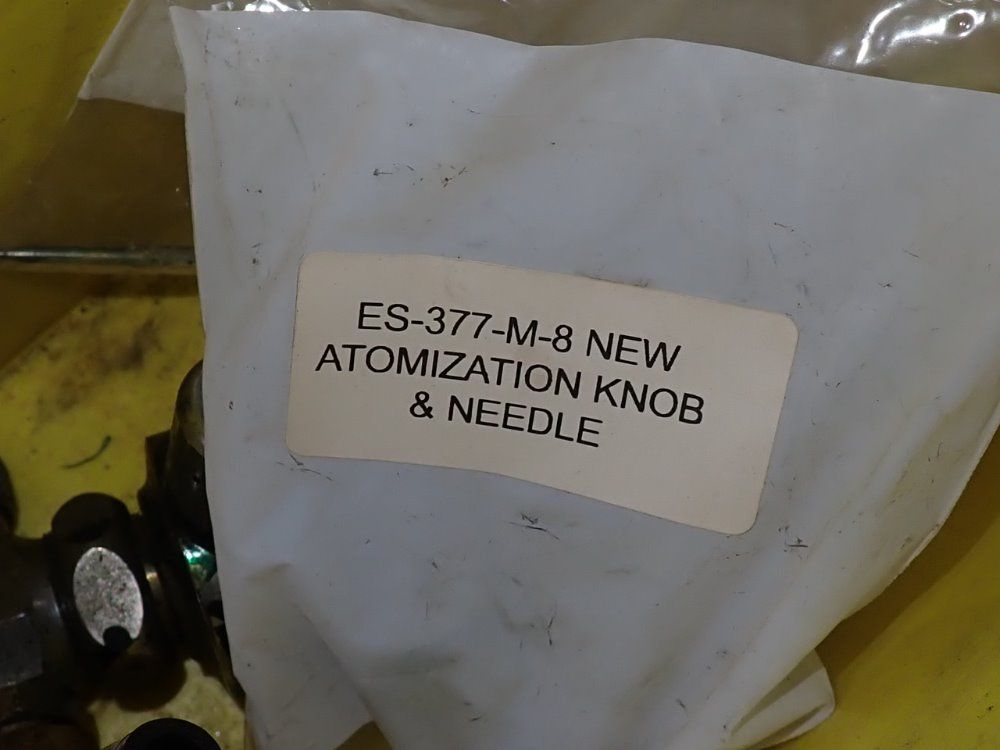 ES-377-M-8 NEW
ATOMIZATION KNOB
& NEEDLE